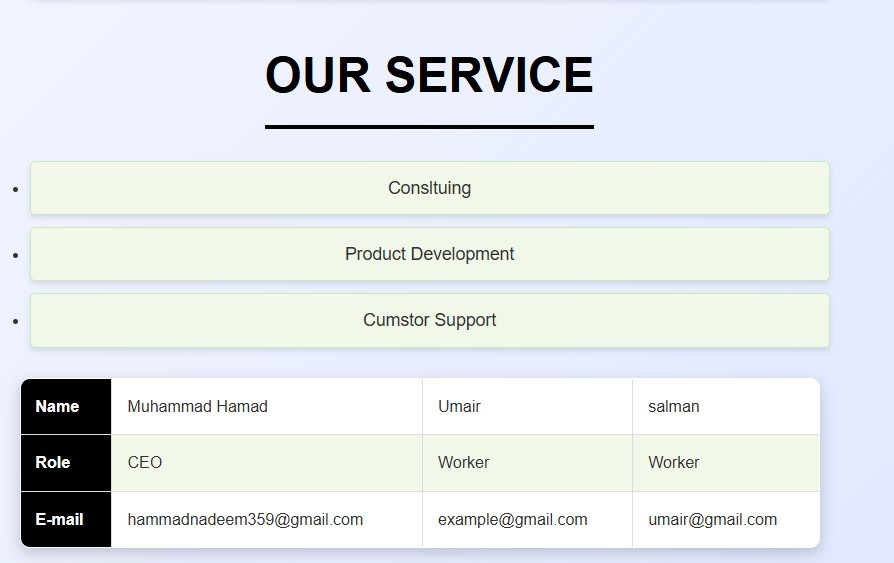 OUR SERVICE
Consltuing
Product Development
Cumstor Support
Name Muhammad Hamad Umair salman
Role CEO Worker Worker
E-mail hammadnadeem359@gmail.com example@gmail.com umair@gmail.com